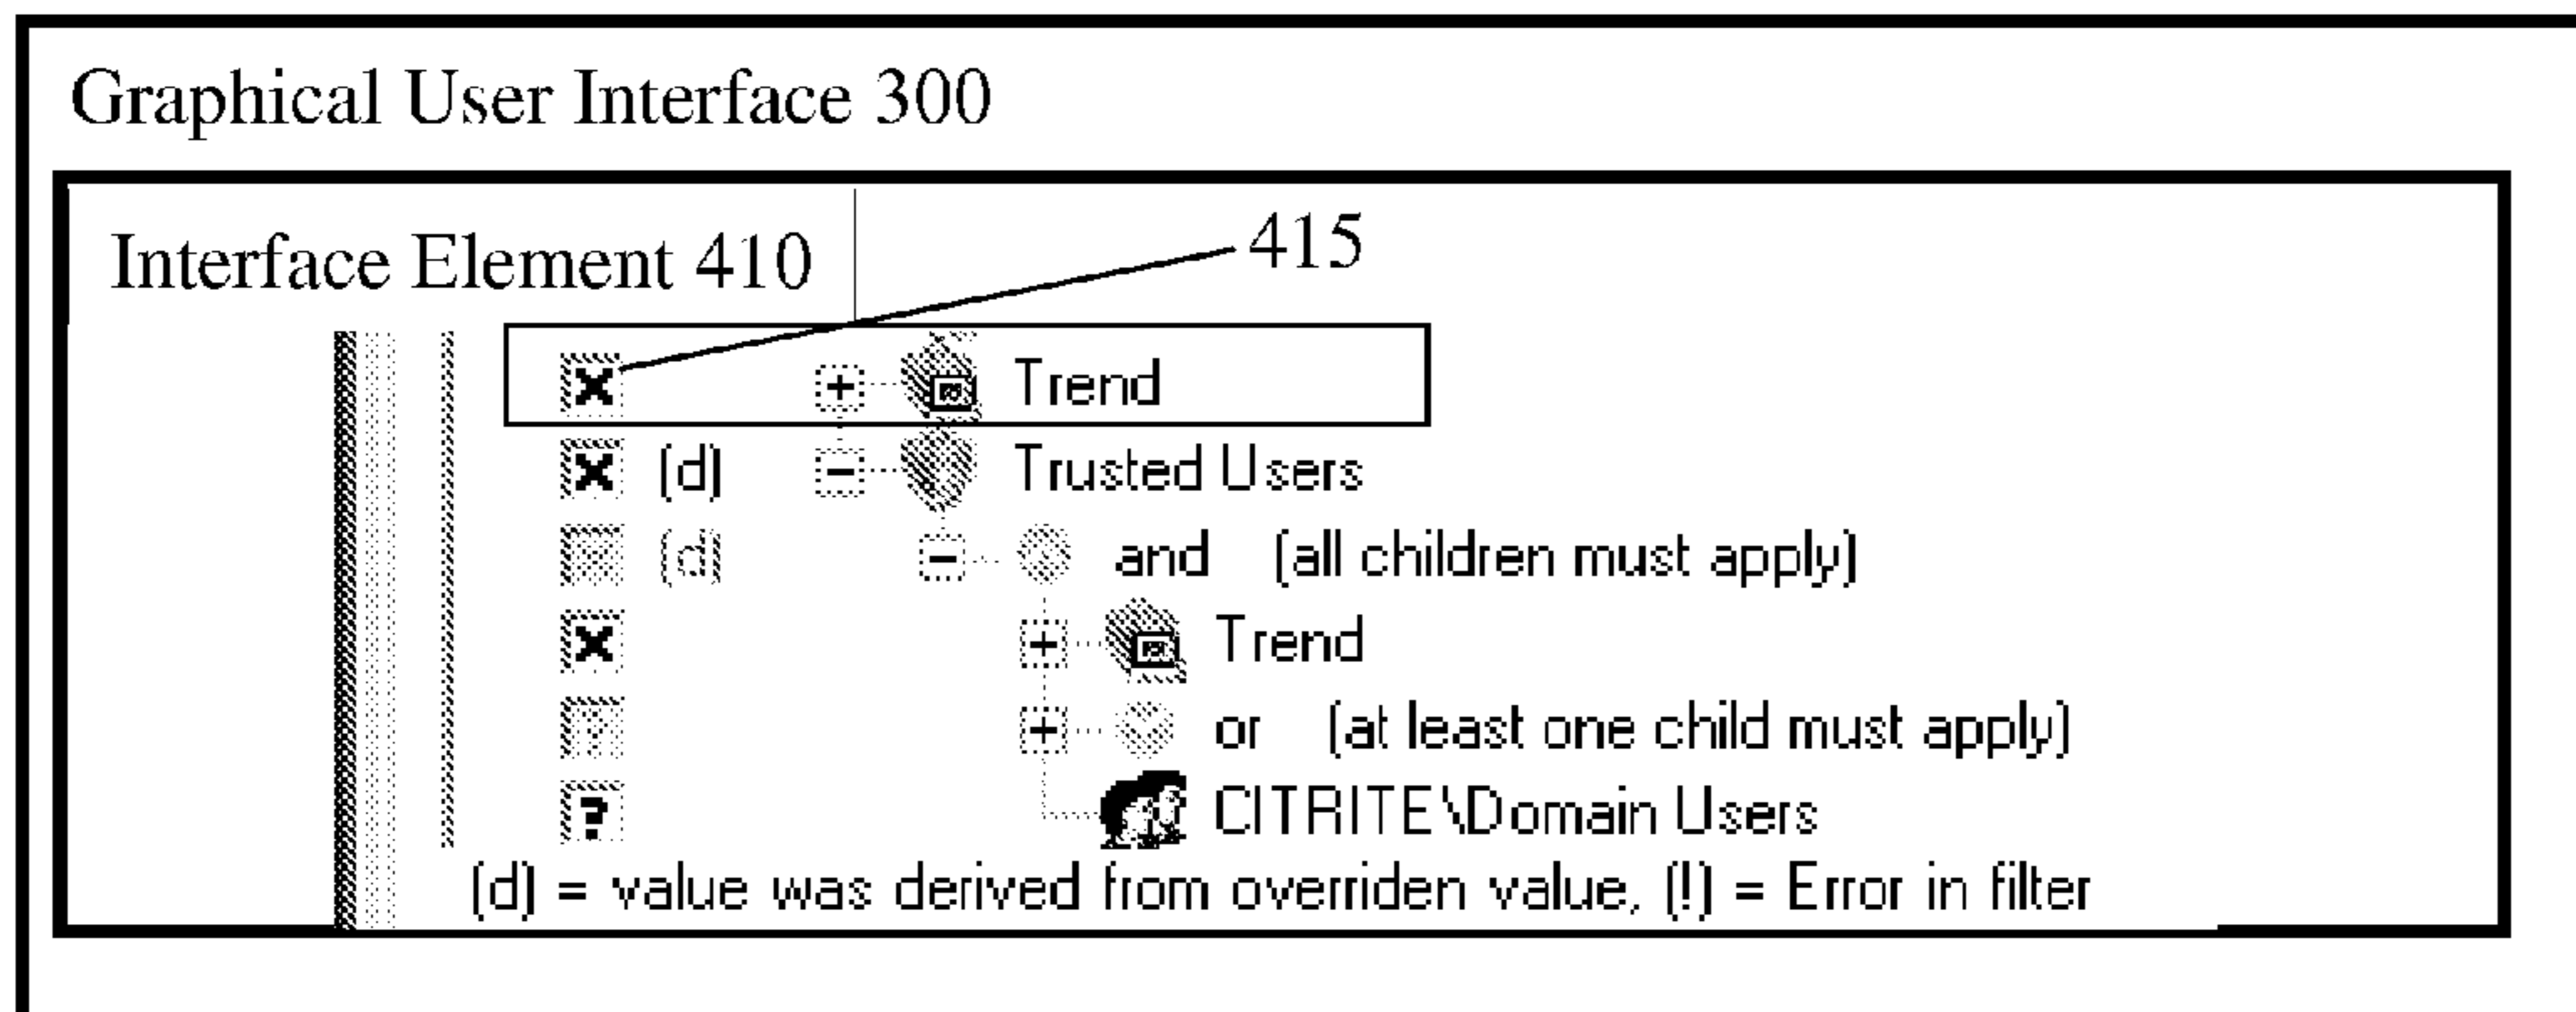 Graphical User Interface 300
Interface Element 410
415
Trend
(d) Trusted Users
(d) and (all children must apply)
Trend
or (at least one child must apply)
? CITRITE\Domain Users
(d) = value was derived from overriden value, (!) = Error in filter